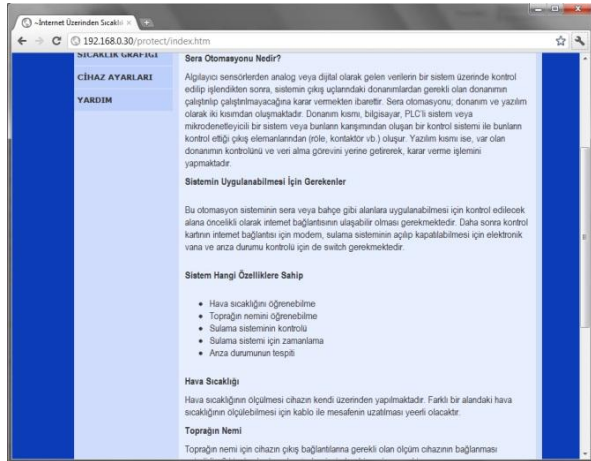 ~İnternet Üzerinden Sıcaklı
192.168.0.30/protect/index.htm
SICAKLIK GRAFİĞİ
CİHAZ AYARLARI
YARDIM
Sera Otomasyonu Nedir?
Algılayıcı sensörlerden analog veya dijital olarak gelen verilerin bir sistem üzerinde kontrol
edilip işlendikten sonra, sistemin çıkış uçlarındaki donanımlardan gerekli olan donanımın
çalıştırılıp çalıştırılmayacağına karar vermekten ibarettir. Sera otomasyonu; donanım ve yazılım
olarak iki kısımdan oluşmaktadır. Donanım kısmı, bilgisayar, PLC'li sistem veya
mikrodenetleyicili bir sistem veya bunların karışımından oluşan bir kontrol sistemi ile bunların
kontrol ettiği çıkış elemanlarından (röle, kontaktör vb.) oluşur. Yazılım kısmı ise, var olan
donanımın kontrolünü ve veri alma görevini yerine getirerek, karar verme işlemini
yapmaktadır.
Sistemin Uygulanabilmesi İçin Gerekenler
Bu otomasyon sisteminin sera veya bahçe gibi alanlara uygulanabilmesi için kontrol edilecek
alana öncelikli olarak internet bağlantısının ulaşabilir olması gerekmektedir. Daha sonra kontrol
kartının internet bağlantısı için modem, sulama sisteminin açılıp kapatılabilmesi için elektronik
vana ve arıza durumu kontrolü için de switch gerekmektedir.
Sistem Hangi Özelliklere Sahip
• Hava sıcaklığını öğrenebilme
• Toprağın nemini öğrenebilme
• Sulama sisteminin kontrolü
• Sulama sistemi için zamanlama
• Arıza durumunun tespiti
Hava Sıcaklığı
Hava sıcaklığının ölçülmesi cihazın kendi üzerinden yapılmaktadır. Farklı bir alandaki hava
sıcaklığının ölçülebilmesi için kablo ile mesafenin uzatılması yeerli olacaktır.
Toprağın Nemi
Toprağın nemi için cihazın çıkış bağlantılarına gerekli olan ölçüm cihazının bağlanması